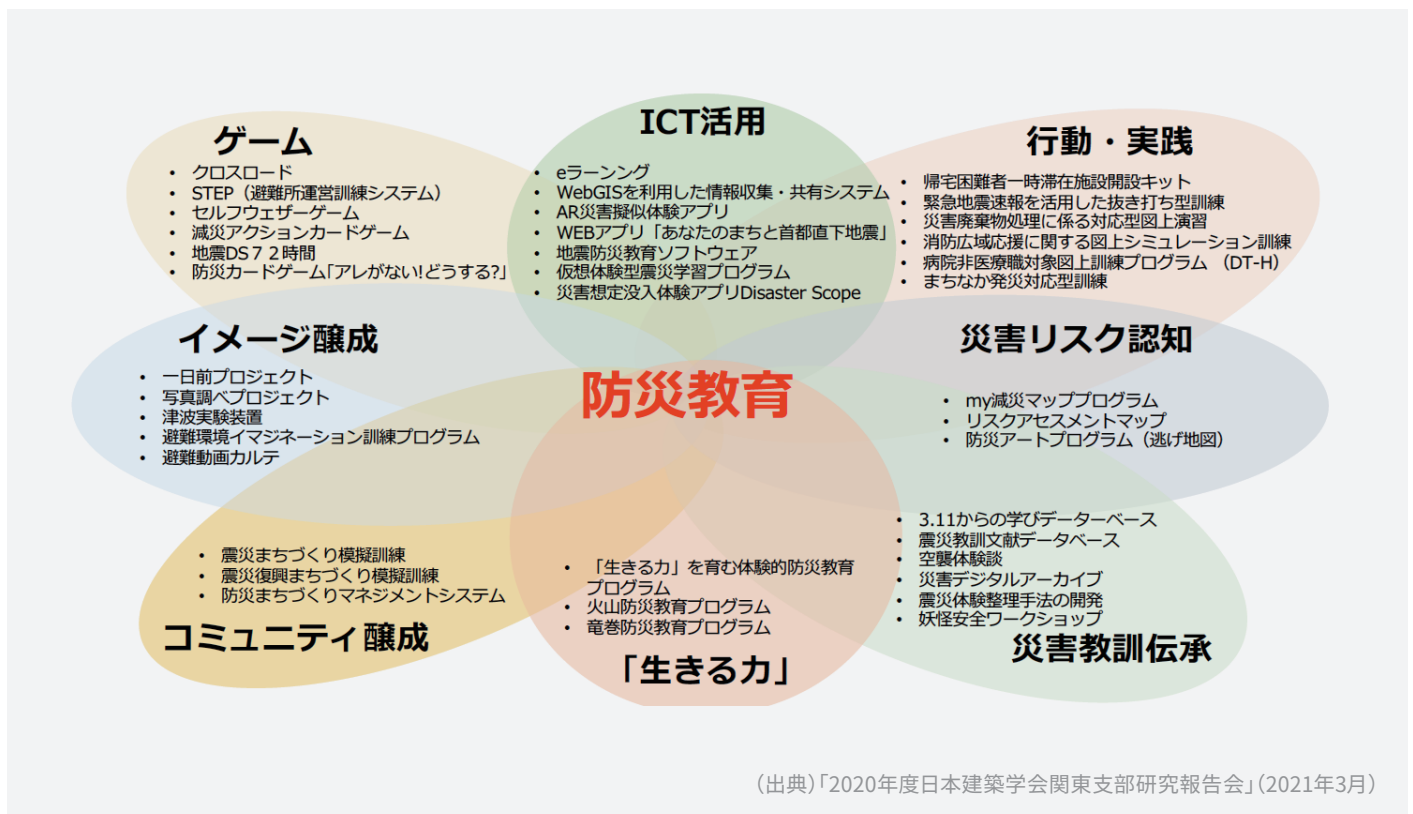 ゲーム
• クロスロード
• STEP（避難所運営訓練システム）
• セルフウェザーゲーム
• 減災アクションカードゲーム
• 地震DS７２時間
• 防災カードゲーム「アレがない!どうする?」
ICT活用
• eラーンング
• WebGISを利用した情報収集・共有システム
• AR災害擬似体験アプリ
• WEBアプリ「あなたのまちと首都直下地震」
• 地震防災教育ソフトウェア
• 仮想体験型震災学習プログラム
• 災害想定没入体験アプリDisaster Scope
行動・実践
• 帰宅困難者一時滞在施設開設キット
• 緊急地震速報を活用した抜き打ち型訓練
• 災害廃棄物処理に係る対応型図上演習
• 消防広域応援に関する図上シミュレーション訓練
• 病院非医療職対象図上訓練プログラム （DT-H）
• まちなか発災対応型訓練
イメージ醸成
• 一日前プロジェクト
• 写真調べプロジェクト
• 津波実験装置
• 避難環境イマジネーション訓練プログラム
• 避難動画カルテ
防災教育
災害リスク認知
• my減災マッププログラム
• リスクアセスメントマップ
• 防災アートプログラム（逃げ地図）
• 震災まちづくり模擬訓練
• 震災復興まちづくり模擬訓練
• 防災まちづくりマネジメントシステム
コミュニティ醸成
• 「生きる力」を育む体験的防災教育
プログラム
• 火山防災教育プログラム
• 竜巻防災教育プログラム
「生きる力」
• 3.11からの学びデーターベース
• 震災教訓文献データベース
• 空襲体験談
• 災害デジタルアーカイブ
• 震災体験整理手法の開発
• 妖怪安全ワークショップ
災害教訓伝承
（出典）「2020年度日本建築学会関東支部研究報告会」（2021年3月）